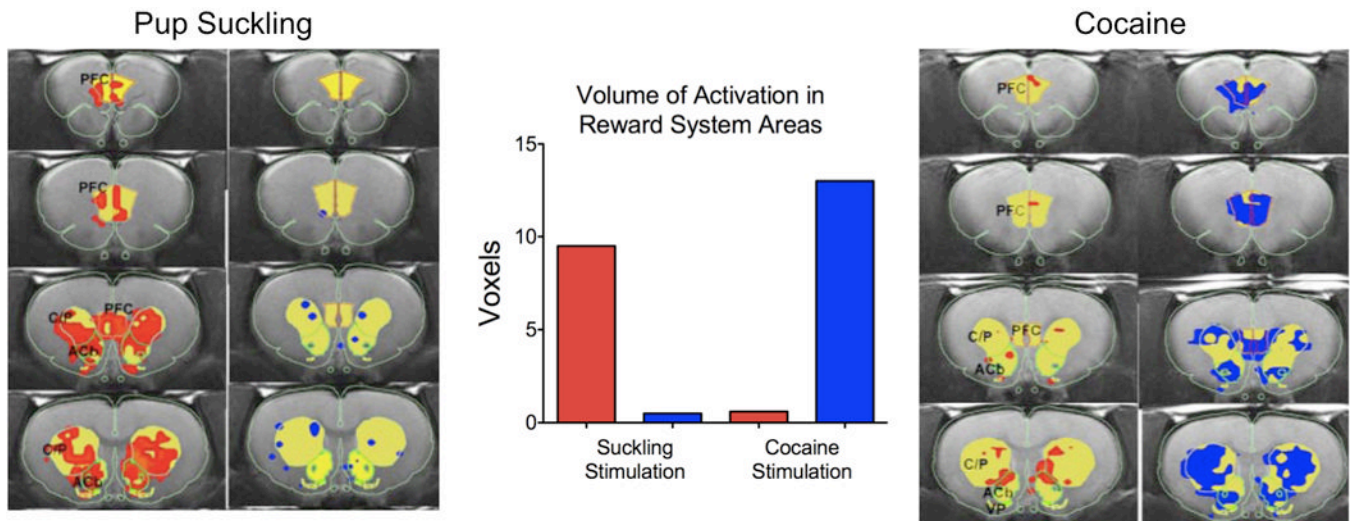 Pup Suckling
PFC
PFC
C/P
PFC
ACb
C/P
ACb
Volume of Activation in
Reward System Areas
Voxels
15
10
5
0
Suckling
Stimulation
Cocaine
Stimulation
Cocaine
PFC
PFC
C/P
PFC
ACb
C/P
ACb
VP